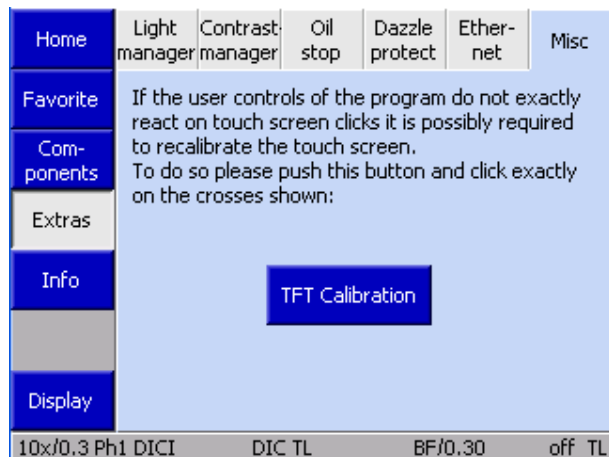 Home
Light manager
Contrast- manager
Oil stop
Dazzle protect
Ether- net
Misc
Favorite
Com- ponents
Extras
Info
Display
If the user controls of the program do not exactly
react on touch screen clicks it is possibly required
to recalibrate the touch screen.
To do so please push this button and click exactly
on the crosses shown:
TFT Calibration
10x/0.3 Ph1 DICI DIC TL BF/0.30 off TL